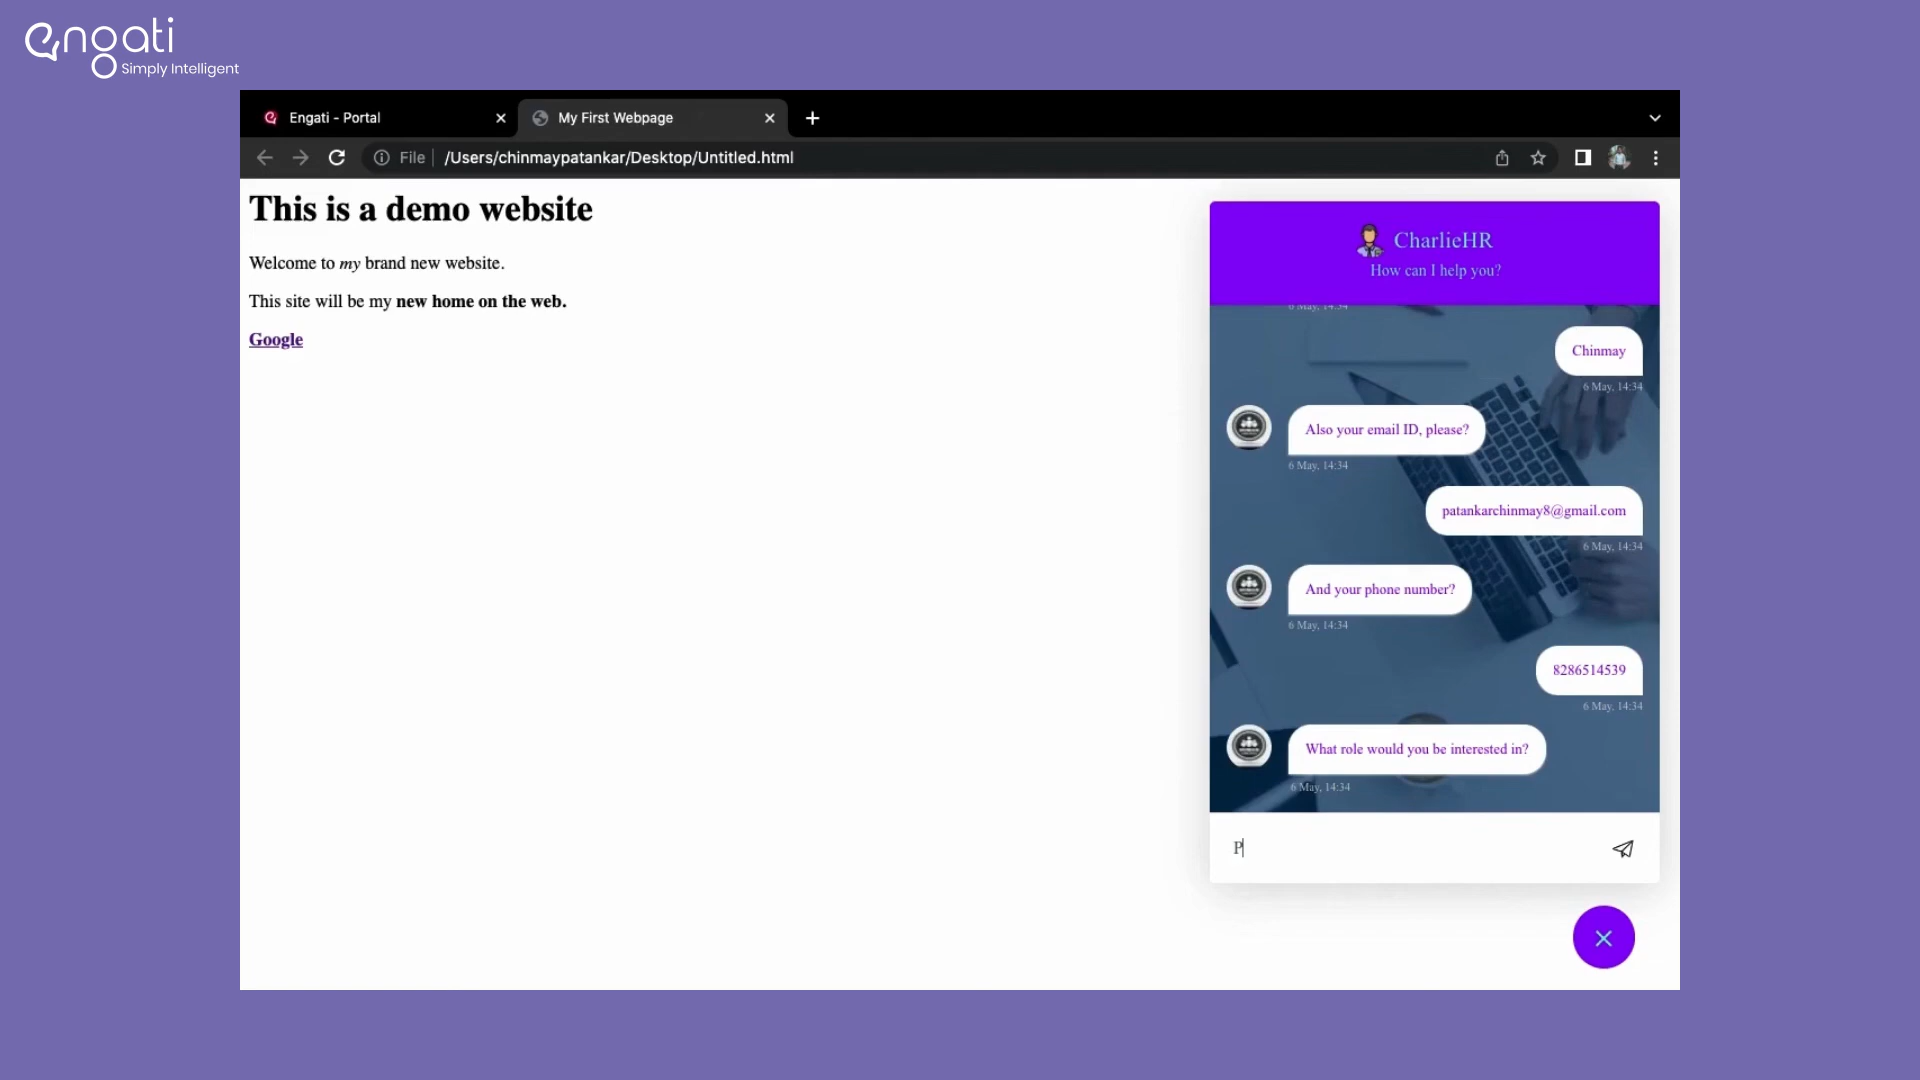 engati
Simply Intelligent
Engati - Portal
My First Webpage
File
/Users/chinmaypatankar/Desktop/Untitled.html
This is a demo website
Welcome to my brand new website.
This site will be my new home on the web.
Google
CharlieHR
How can I help you?
6 May, 14:34
Chinmay
6 May, 14:34
Also your email ID, please?
6 May, 14:34
patankarchinmay8@gmail.com
6 May, 14:34
And your phone number?
6 May, 14:34
8286514539
6 May, 14:34
What role would you be interested in?
6 May, 14:34
P